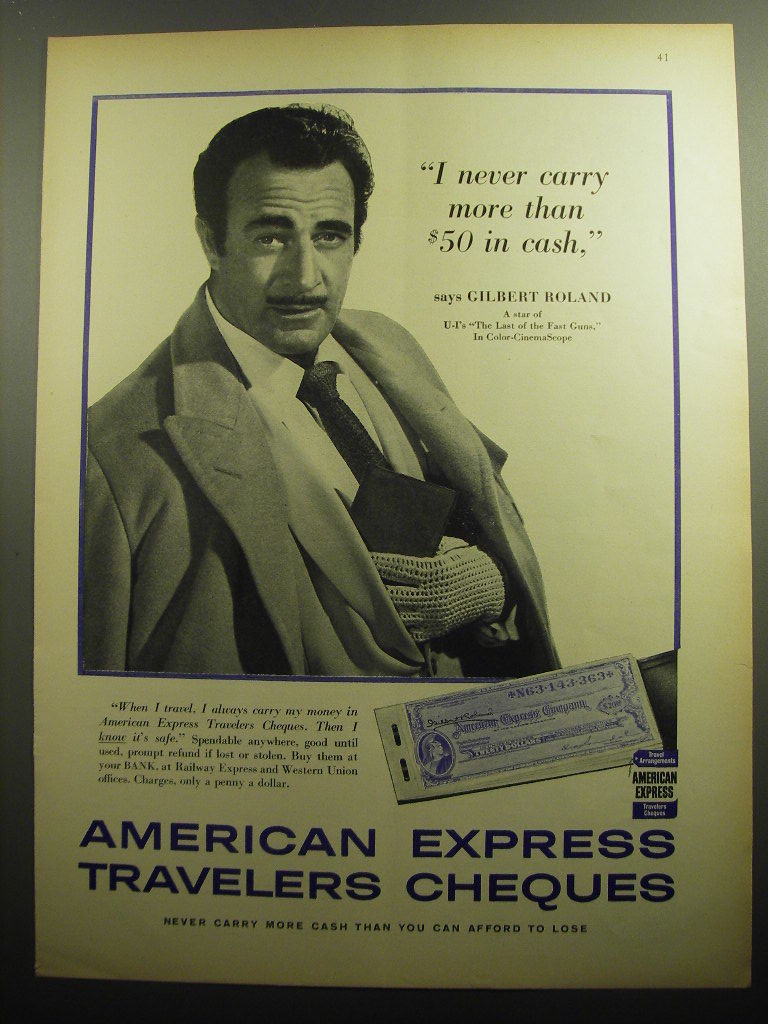 41
“I never carry
more than
$50 in cash,”
says GILBERT ROLAND
A star of
U-I's “The Last of the Fast Guns,”
In Color-CinemaScope
“When I travel, I always carry my money in
American Express Travelers Cheques. Then I
know it's safe.” Spendable anywhere, good until
used, prompt refund if lost or stolen. Buy them at
your BANK, at Railway Express and Western Union
offices. Charges, only a penny a dollar.
*N63-143-363*
American Express Company
$20
Travel
Arrangements
AMERICAN
EXPRESS
Travelers
Cheques
AMERICAN EXPRESS
TRAVELERS CHEQUES
NEVER CARRY MORE CASH THAN YOU CAN AFFORD TO LOSE